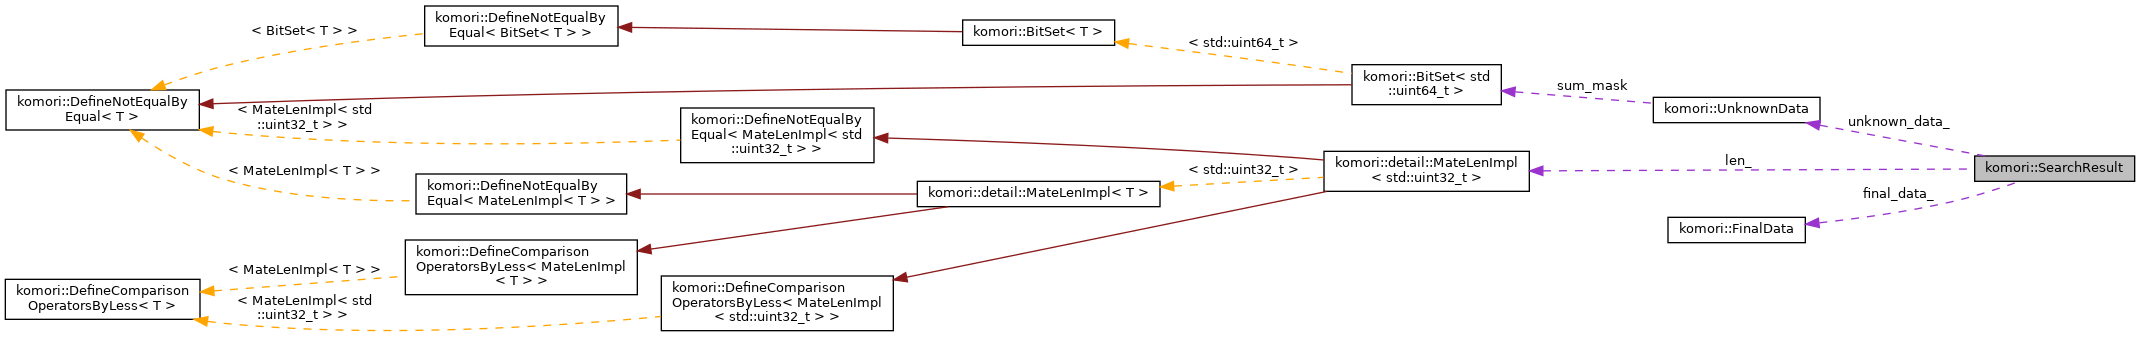 komori::DefineNotEqualBy
Equal< BitSet< T > >
< BitSet< T > >
komori::BitSet< T >
< std::uint64_t >
komori::BitSet< std
::uint64_t >
sum_mask
komori::UnknownData
unknown_data_
komori::DefineNotEqualBy
Equal< T >
< MateLenImpl< std
::uint32_t > >
komori::DefineNotEqualBy
Equal< MateLenImpl< std
::uint32_t > >
komori::detail::MateLenImpl
< std::uint32_t >
len_
komori::SearchResult
< MateLenImpl< T > >
komori::DefineNotEqualBy
Equal< MateLenImpl< T > >
komori::detail::MateLenImpl< T >
< std::uint32_t >
final_data_
komori::FinalData
komori::DefineComparison
OperatorsByLess< MateLenImpl
< T > >
< MateLenImpl< T > >
komori::DefineComparison
OperatorsByLess< T >
< MateLenImpl< std
::uint32_t > >
komori::DefineComparison
OperatorsByLess< MateLenImpl
< std::uint32_t > >